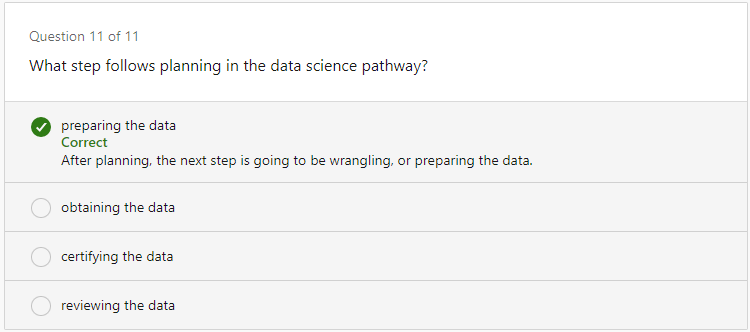 Question 11 of 11
What step follows planning in the data science pathway?
preparing the data
Correct
After planning, the next step is going to be wrangling, or preparing the data.
obtaining the data
certifying the data
reviewing the data